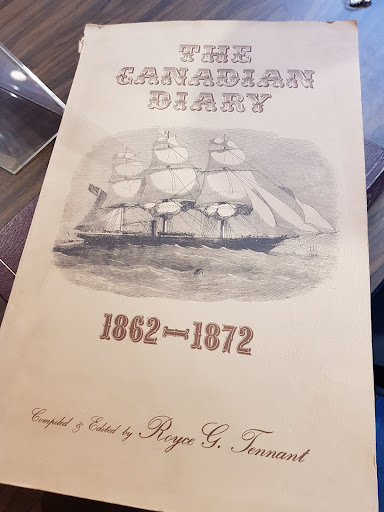 THE
CANADIAN
DIARY
1862-1872
Compiled & Edited by Royce G. Tennant